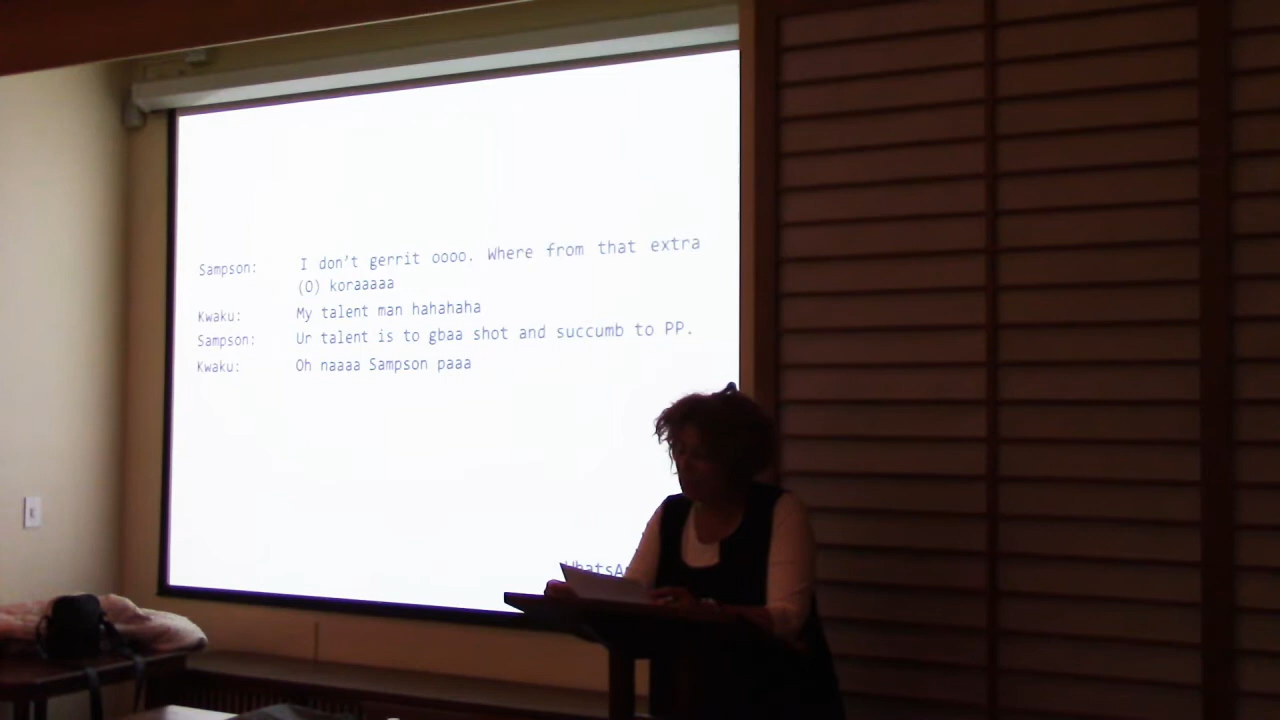 Sampson: I don't gerrit oooo. Where from that extra
(O) koraaaaa
Kwaku: My talent man hahahaha
Sampson: Ur talent is to gbaa shot and succumb to PP.
Kwaku: Oh naaaa Sampson paaa